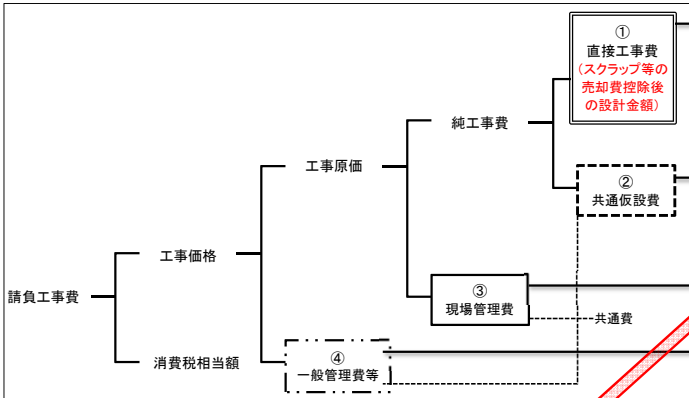 ①
直接工事費
(スクラップ等の
売却費控除後
の設計金額)
純工事費
工事原価
②
共通仮設費
工事価格
③
現場管理費
請負工事費
共通費
消費税相当額
④
一般管理費等